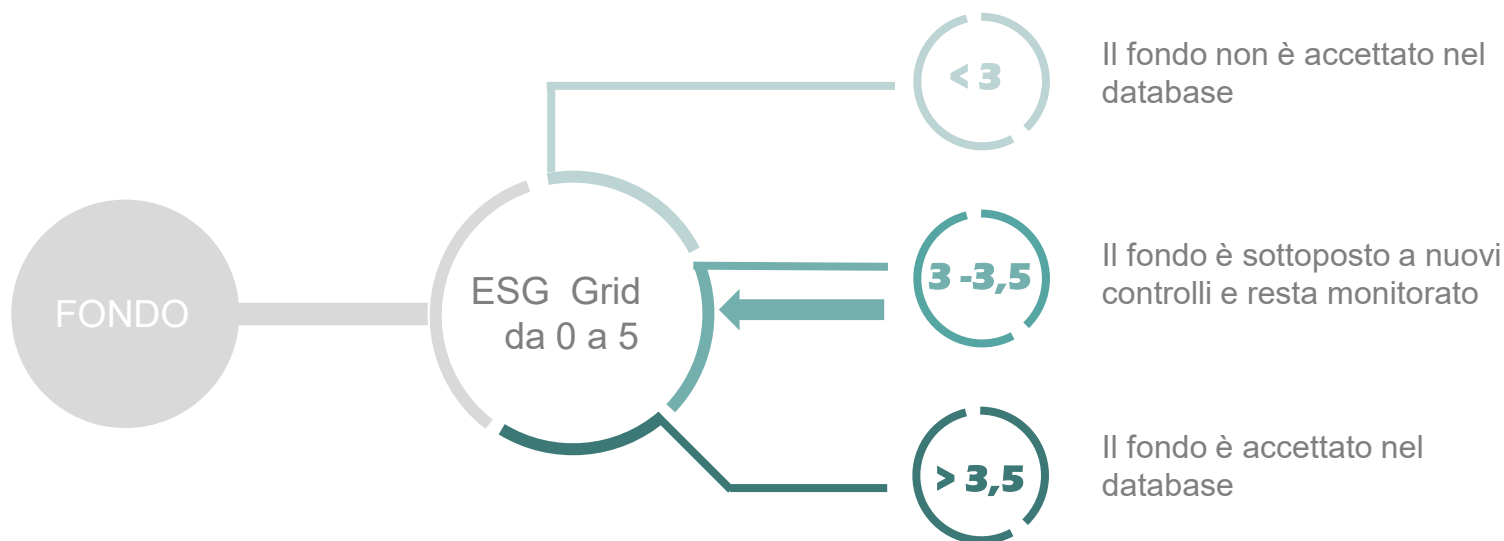 < 3
Il fondo non è accettato nel
database
FONDO
ESG Grid
da 0 a 5
3 -3,5
Il fondo è sottoposto a nuovi
controlli e resta monitorato
> 3,5
Il fondo è accettato nel
database